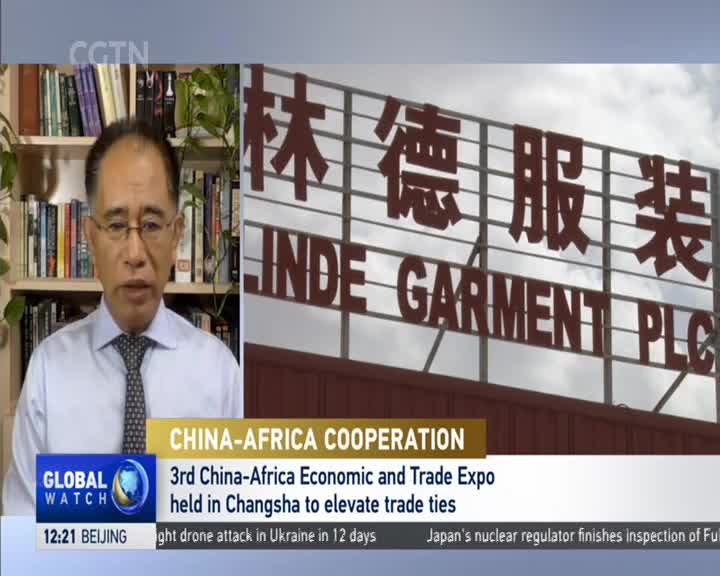 CGTN
林德服装
LINDE GARMENT PLC
CHINA-AFRICA COOPERATION
3rd China-Africa Economic and Trade Expo
held in Changsha to elevate trade ties
GLOBAL
WATCH
12:21 BEIJING
drone attack in Ukraine in 12 days Japan's nuclear regulator finishes inspection of